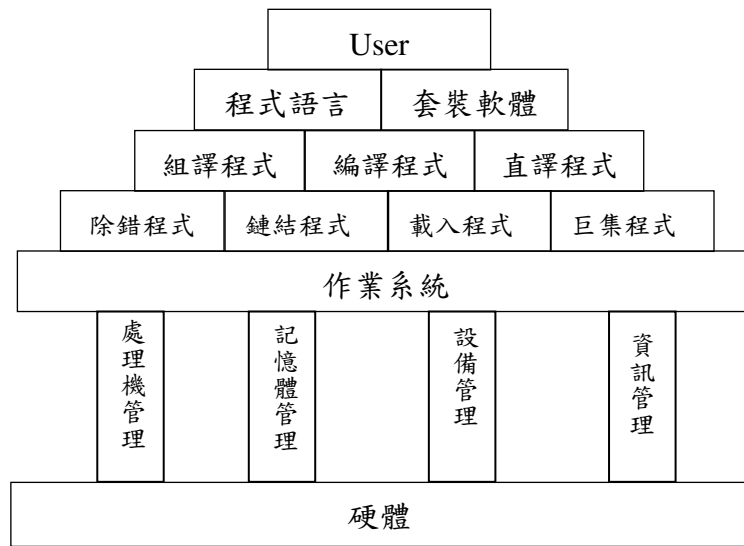 User
程式語言 套裝軟體
組譯程式 編譯程式 直譯程式
除錯程式 鏈結程式 載入程式 巨集程式
作業系統
處理機管理
記憶體管理
設備管理
資訊管理
硬體